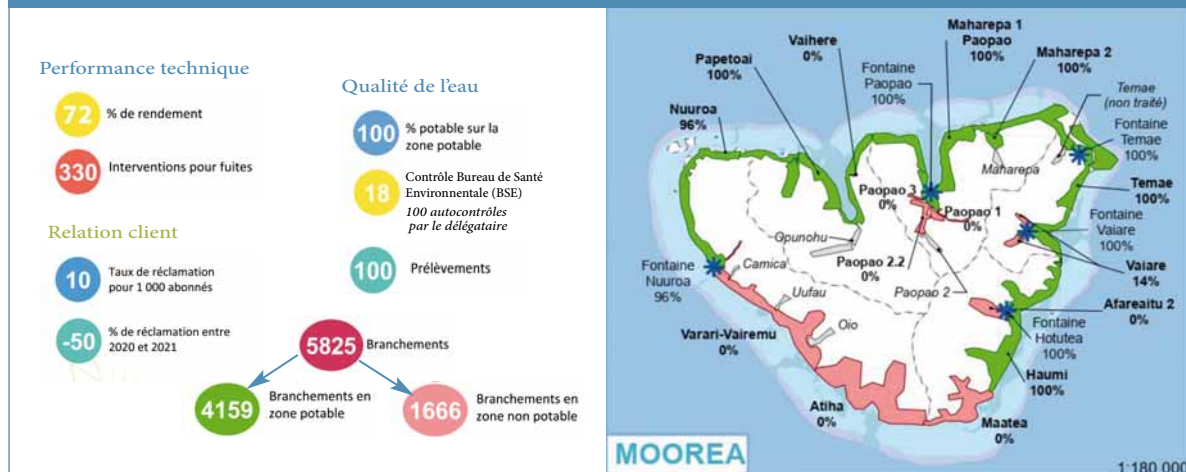 Performance technique
72
% de rendement
330
Interventions pour fuites
Relation client
10
Taux de réclamation
pour 1 000 abonnés
-50
% de réclamation entre
2020 et 2021
Qualité de l'eau
100
% potable sur la
zone potable
18
Contrôle Bureau de Santé
Environnementale (BSE)
100 autocontrôles
par le délégataire
100
Prélèvements
5825
Branchements
4159
Branchements en
zone potable
1666
Branchements en
zone non potable
Maharepa 1
Paopao
100%
Vaihere
0%
Maharepa 2
100%
Papetoai
100%
Fontaine
Paopao
100%
Temae
(non traité)
Nuuroa
96%
Fontaine
Temae
100%
Maharepa
Temae
100%
Paopao 3
0%
Paopao 1
0%
Fontaine
Vaiare
100%
Opunohu
Paopao 2.2
0%
Camica
Fontaine
Nuuroa
96%
Paopao 2
Vaiare
14%
Uufau
Afareaitu 2
0%
Oio
Fontaine
Hotutea
100%
Varari-Vairemu
0%
Haumi
100%
Atiha
0%
Maatea
0%
MOOREA
1:180 000